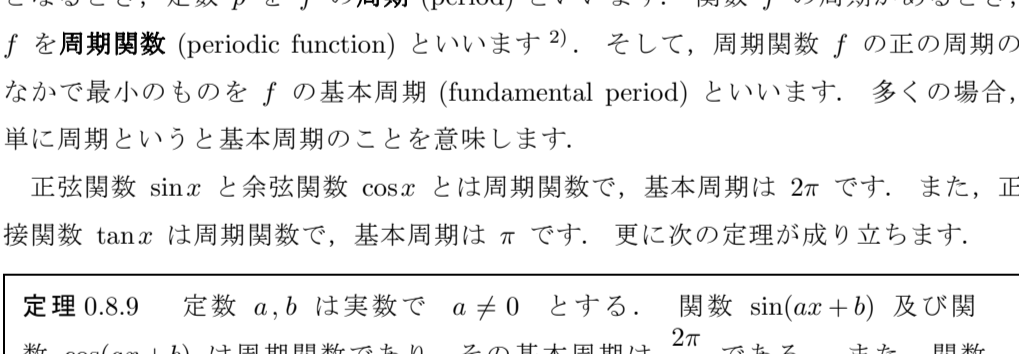 となるとき，定数 p を f の周期 (period) といいます． 関数 f の周期があるとき，
f を周期関数 (periodic function) といいます 2)． そして，周期関数 f の正の周期の
なかで最小のものを f の基本周期 (fundamental period) といいます． 多くの場合，
単に周期というと基本周期のことを意味します．
正弦関数 sin x と余弦関数 cos x とは周期関数で，基本周期は 2π です． また，正
接関数 tan x は周期関数で，基本周期は π です． 更に次の定理が成り立ちます．
定理 0.8.9 定数 a, b は実数で a ≠ 0 とする． 関数 sin(ax + b) 及び関
数 cos(ax + b) は周期関数であり，その基本周期は 2π である． また，関数